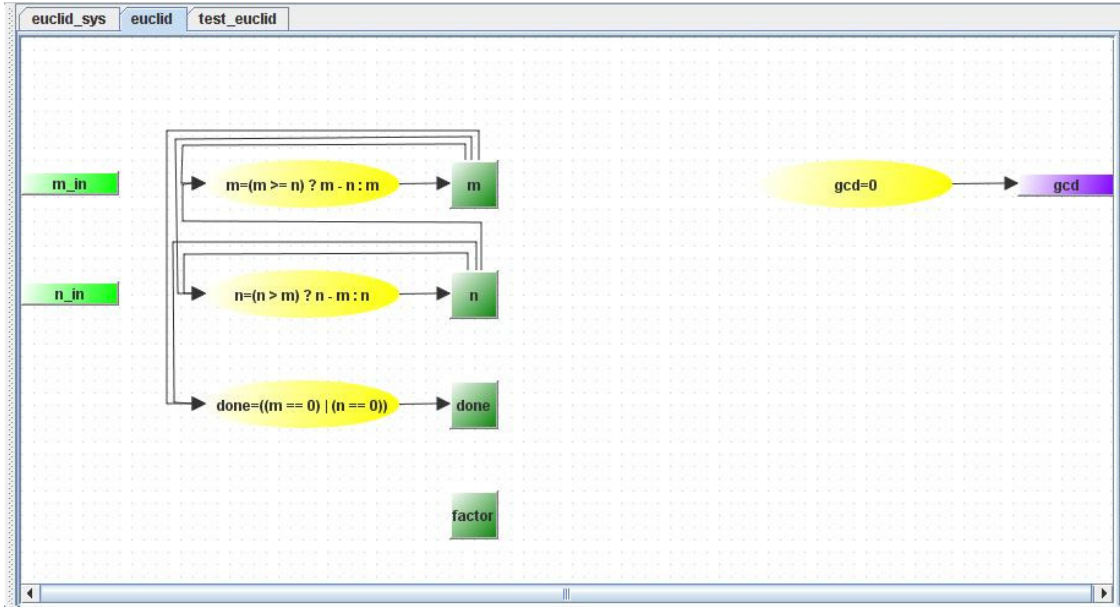 euclid_sys euclid test_euclid
m_in m=(m >= n) ? m - n : m m gcd=0 gcd
n_in n=(n > m) ? n - m : n n
done=((m == 0) | (n == 0)) done
factor